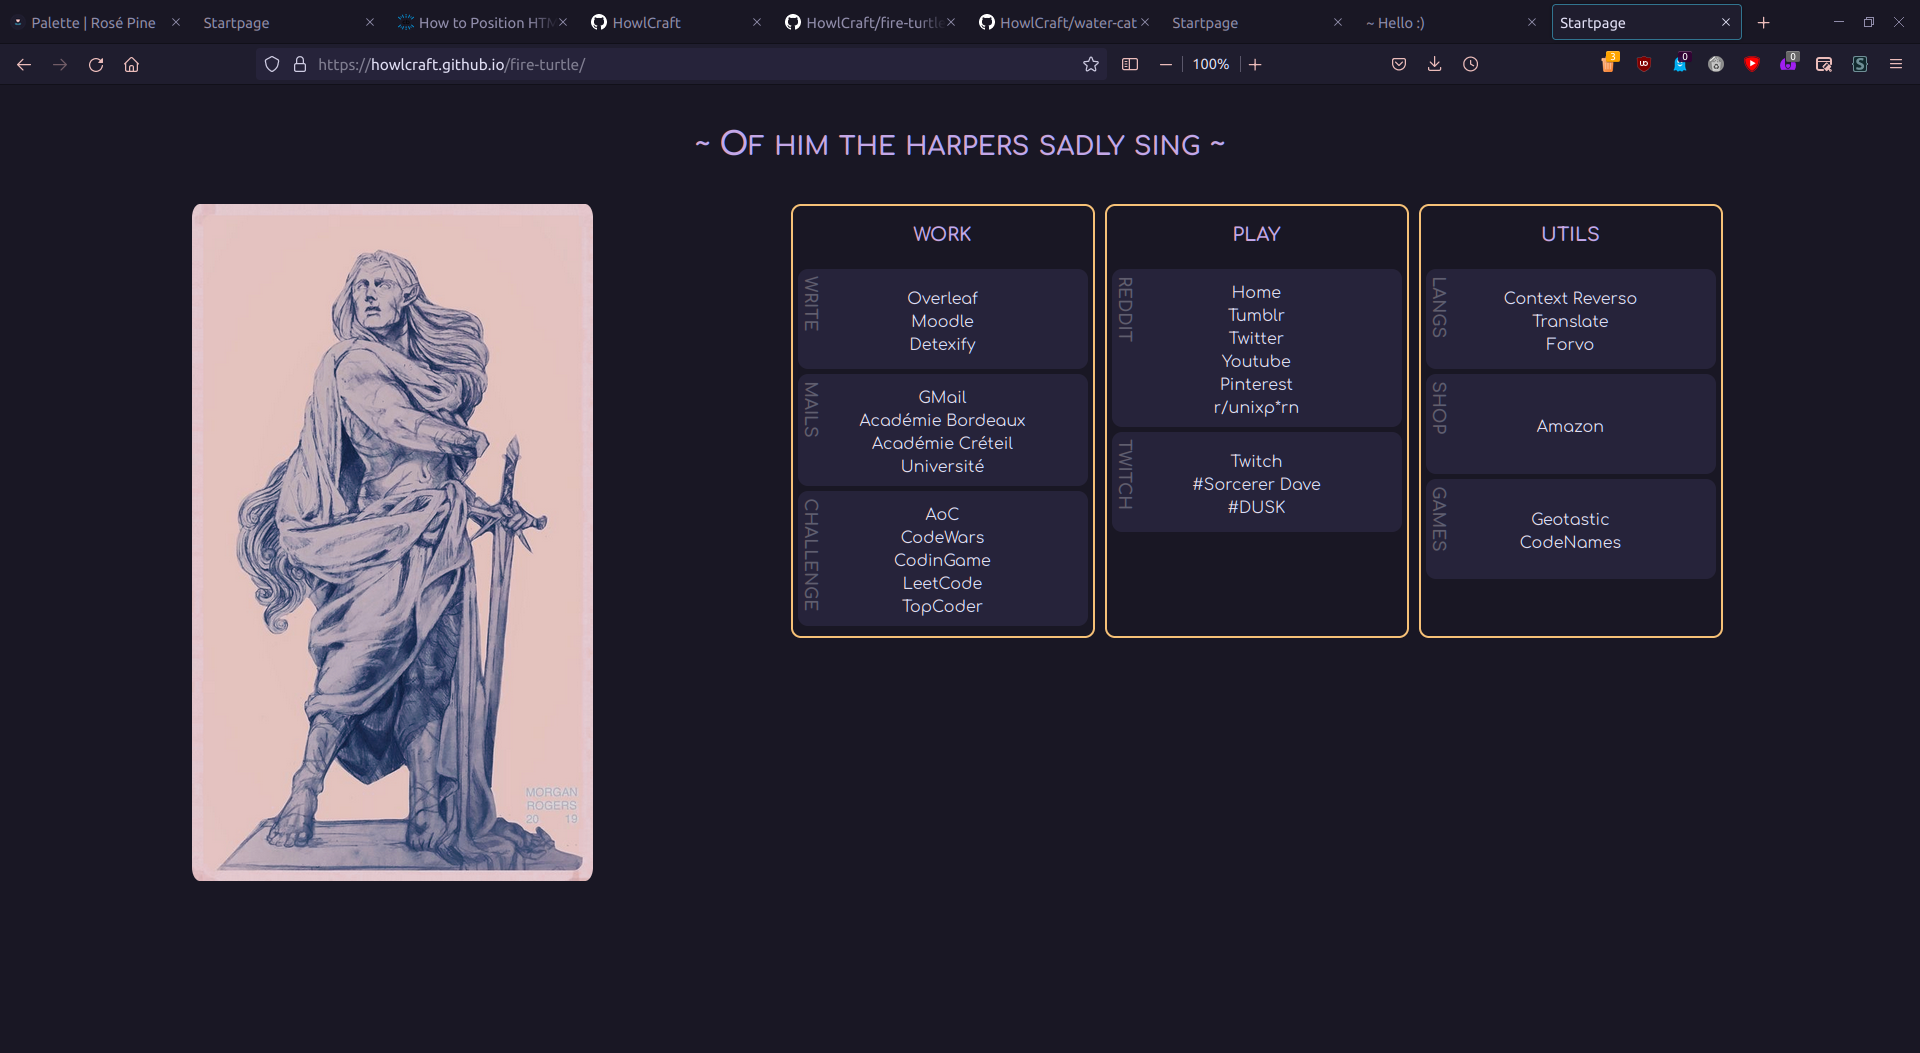 Palette | Rosé Pine
Startpage
How to Position HTM
HowlCraft
HowlCraft/fire-turtle
HowlCraft/water-cat
Startpage
~ Hello :)
Startpage
https://howlcraft.github.io/fire-turtle/
100%
3
0
0
~ Of him the harpers sadly sing ~
WORK
WRITE
Overleaf
Moodle
Detexify
MAILS
GMail
Académie Bordeaux
Académie Créteil
Université
CHALLENGE
AoC
CodeWars
CodinGame
LeetCode
TopCoder
PLAY
REDDIT
Home
Tumblr
Twitter
Youtube
Pinterest
r/unixp*rn
TWITCH
Twitch
#Sorcerer Dave
#DUSK
UTILS
LANGS
Context Reverso
Translate
Forvo
SHOP
Amazon
GAMES
Geotastic
CodeNames
MORGAN
ROGERS
20 19